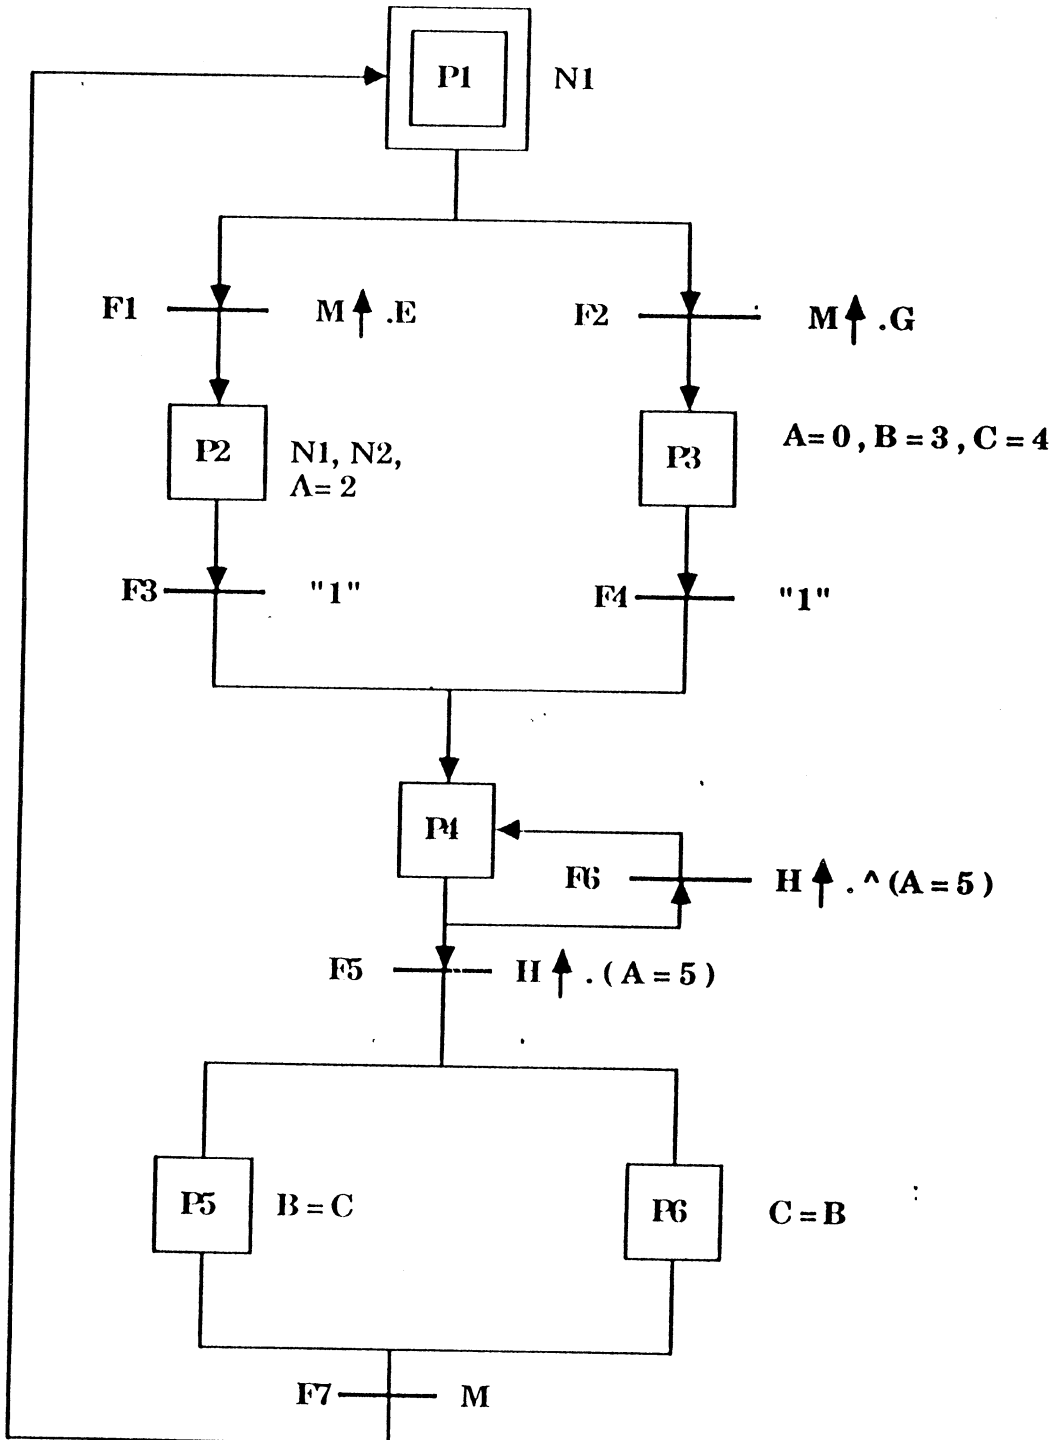 P1 N1
F1 M↑ .E F2 M↑ .G
P2 N1, N2, P3 A=0, B=3, C=4
A=2
F3 "1" F4 "1"
P4
F6 H↑ . ^(A=5)
F5 H↑ . (A=5)
P5 B=C P6 C=B
F7 M